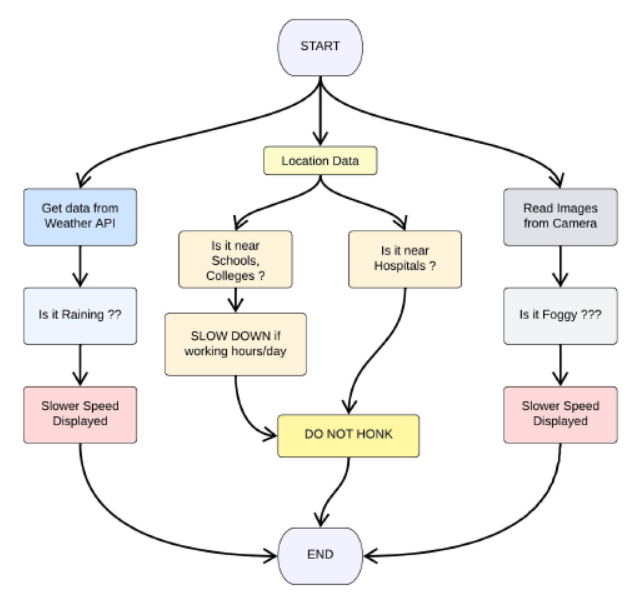 START
Location Data
Get data from
Weather API
Read Images
from Camera
Is it near
Schools,
Colleges ?
Is it near
Hospitals ?
Is it Raining ??
SLOW DOWN if
working hours/day
Is it Foggy ???
Slower Speed
Displayed
DO NOT HONK
Slower Speed
Displayed
END